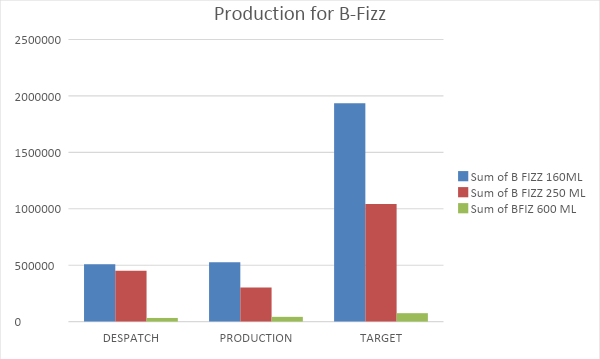 Production for B-Fizz
2500000
2000000
1500000
1000000
500000
0
DESPATCH PRODUCTION TARGET
Sum of B FIZZ 160ML
Sum of B FIZZ 250 ML
Sum of BFIZ 600 ML